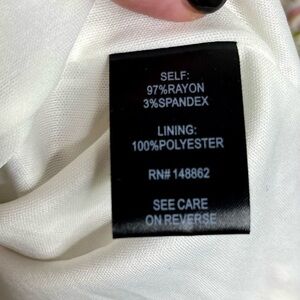 SELF:
97%RAYON
3%SPANDEX
LINING:
100%POLYESTER
RN# 148862
SEE CARE
ON REVERSE